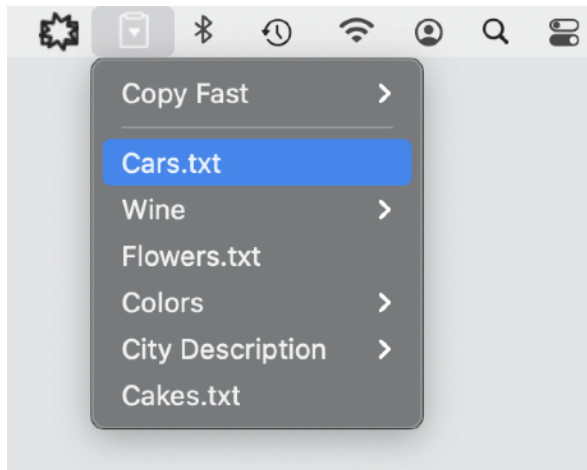 Copy Fast
Cars.txt
Wine
Flowers.txt
Colors
City Description
Cakes.txt